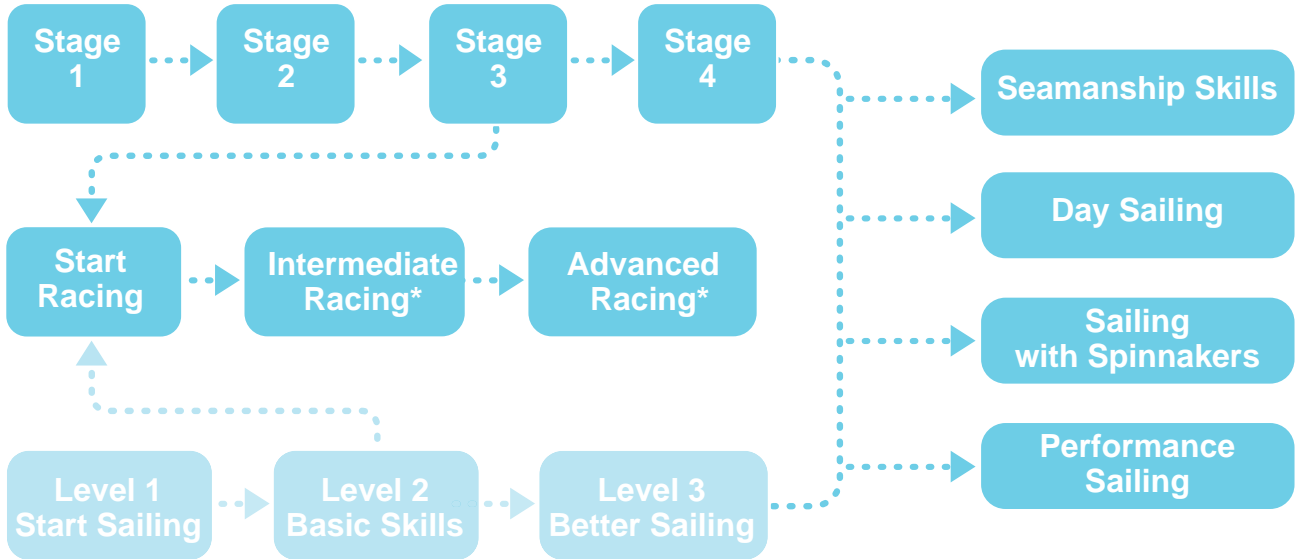 Stage
1
Stage
2
Stage
3
Stage
4
Seamanship Skills
Day Sailing
Start
Racing
Intermediate
Racing*
Advanced
Racing*
Sailing
with Spinnakers
Level 1
Start Sailing
Level 2
Basic Skills
Level 3
Better Sailing
Performance
Sailing